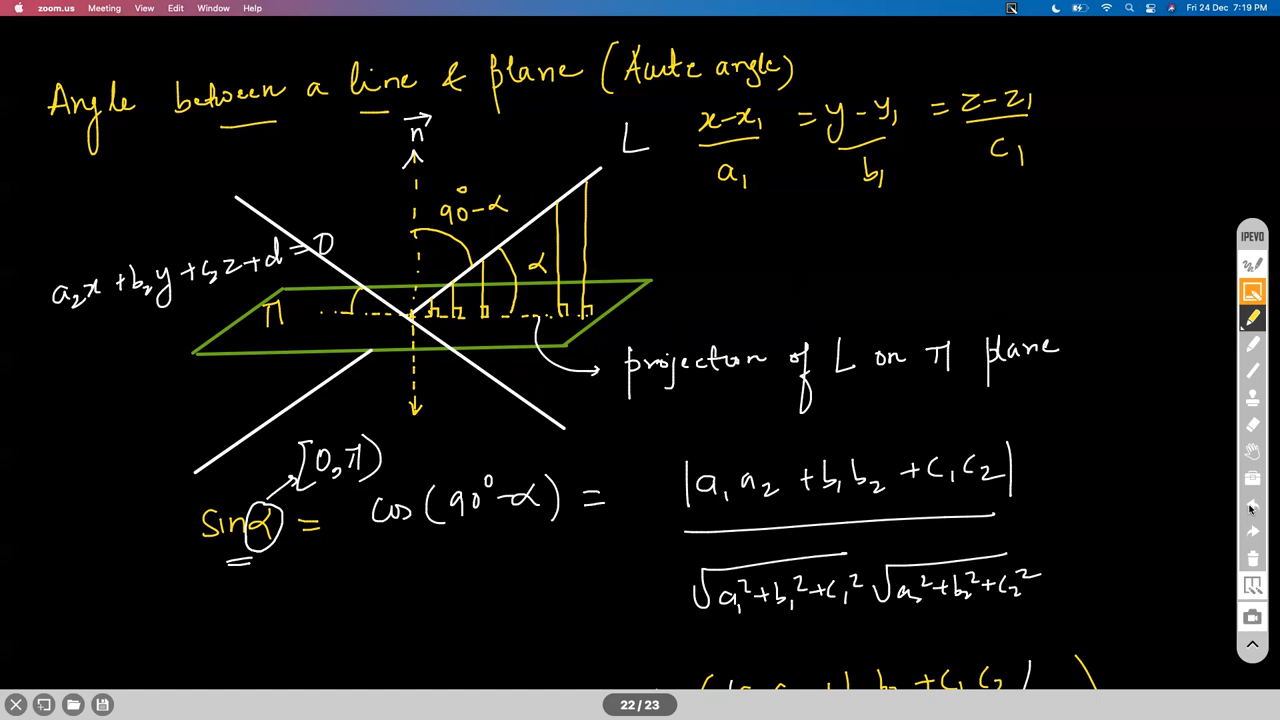 zoom.us Meeting View Edit Window Help Fri 24 Dec 7:19 PM
Angle between a line & plane (Acute angle)
n
L
x-x₁/a₁ = y-y₁/b₁ = z-z₁/c₁
90°-α
a₂x+b₂y+c₂z+d=0
α
π
projection of L on π plane
[0,π)
sinα = cos(90°-α) = |a₁a₂+b₁b₂+c₁c₂|
√a₁²+b₁²+c₁² √a₂²+b₂²+c₂²
IPEVO
22 / 23